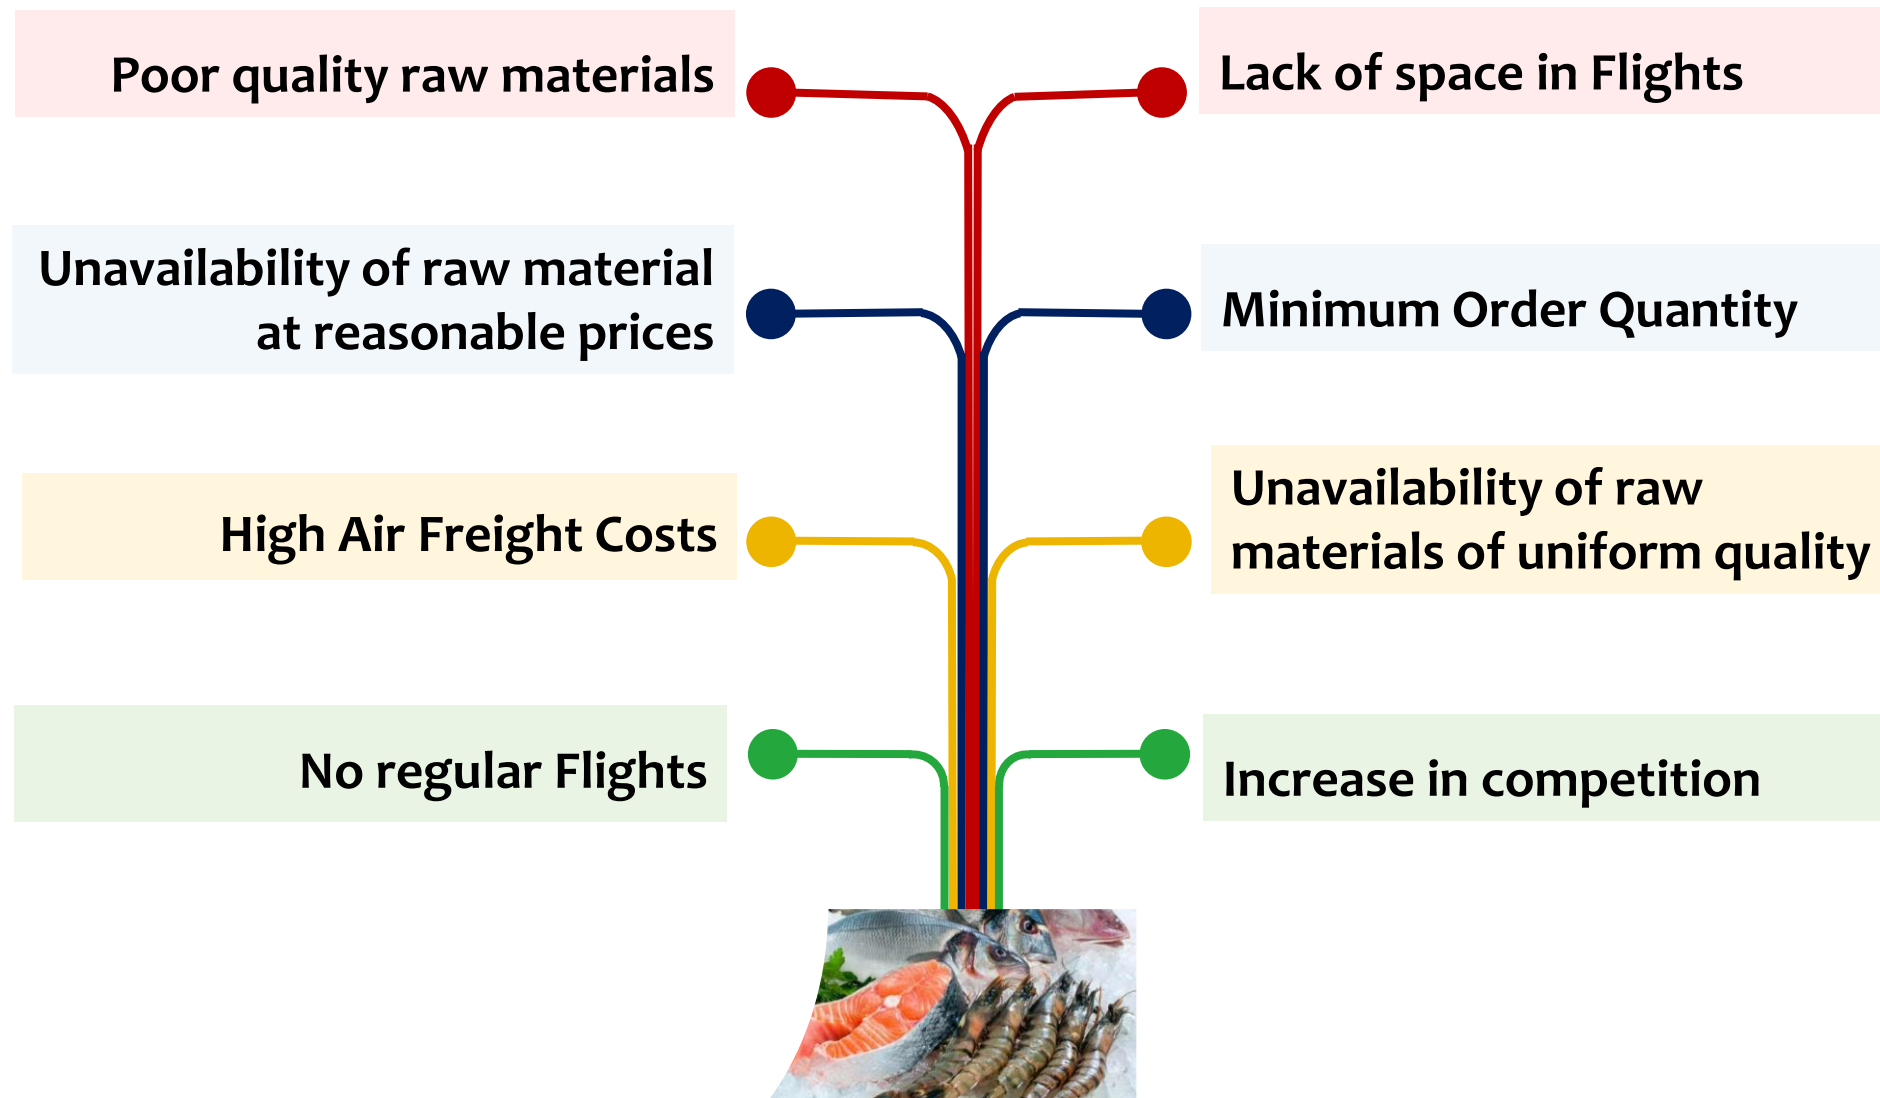 Poor quality raw materials
Lack of space in Flights
Unavailability of raw material
at reasonable prices
Minimum Order Quantity
High Air Freight Costs
Unavailability of raw
materials of uniform quality
No regular Flights
Increase in competition